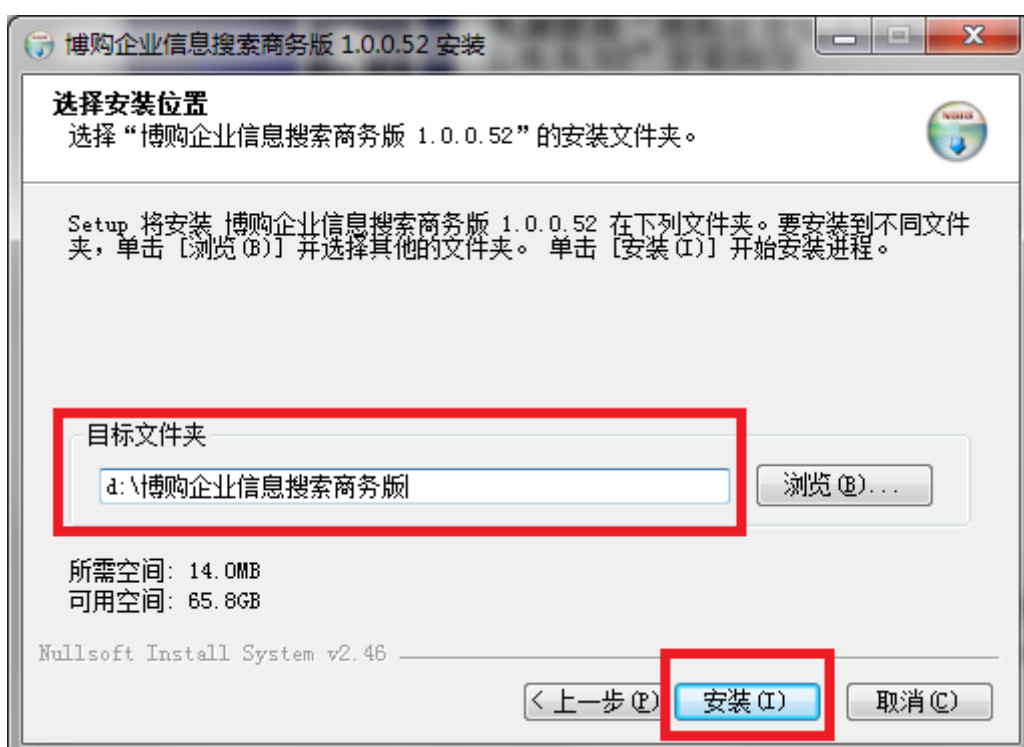 博购企业信息搜索商务版 1.0.0.52 安装
选择安装位置
选择“博购企业信息搜索商务版 1.0.0.52”的安装文件夹。
Setup 将安装 博购企业信息搜索商务版 1.0.0.52 在下列文件夹。要安装到不同文件
夹，单击 [浏览(B)] 并选择其他的文件夹。 单击 [安装(I)] 开始安装进程。
目标文件夹
d:\博购企业信息搜索商务版
浏览(B)...
所需空间: 14.0MB
可用空间: 65.8GB
Nullsoft Install System v2.46
< 上一步(P) 安装(I) 取消(C)